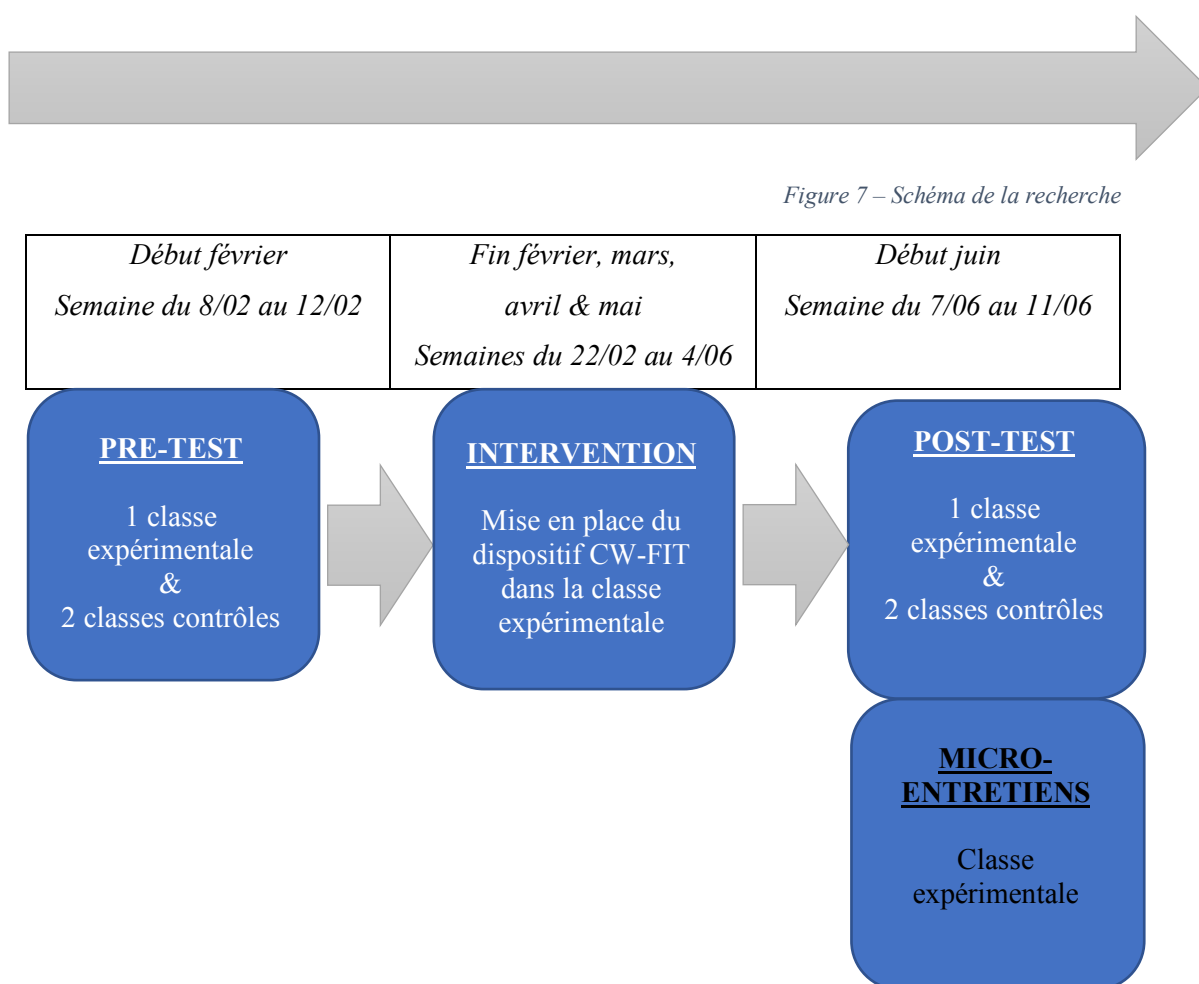 Figure 7 – Schéma de la recherche
Début février
Semaine du 8/02 au 12/02
Fin février, mars,
avril & mai
Semaines du 22/02 au 4/06
Début juin
Semaine du 7/06 au 11/06
PRE-TEST
1 classe
expérimentale
&
2 classes contrôles
INTERVENTION
Mise en place du
dispositif CW-FIT
dans la classe
expérimentale
POST-TEST
1 classe
expérimentale
&
2 classes contrôles
MICRO-
ENTRETIENS
Classe
expérimentale